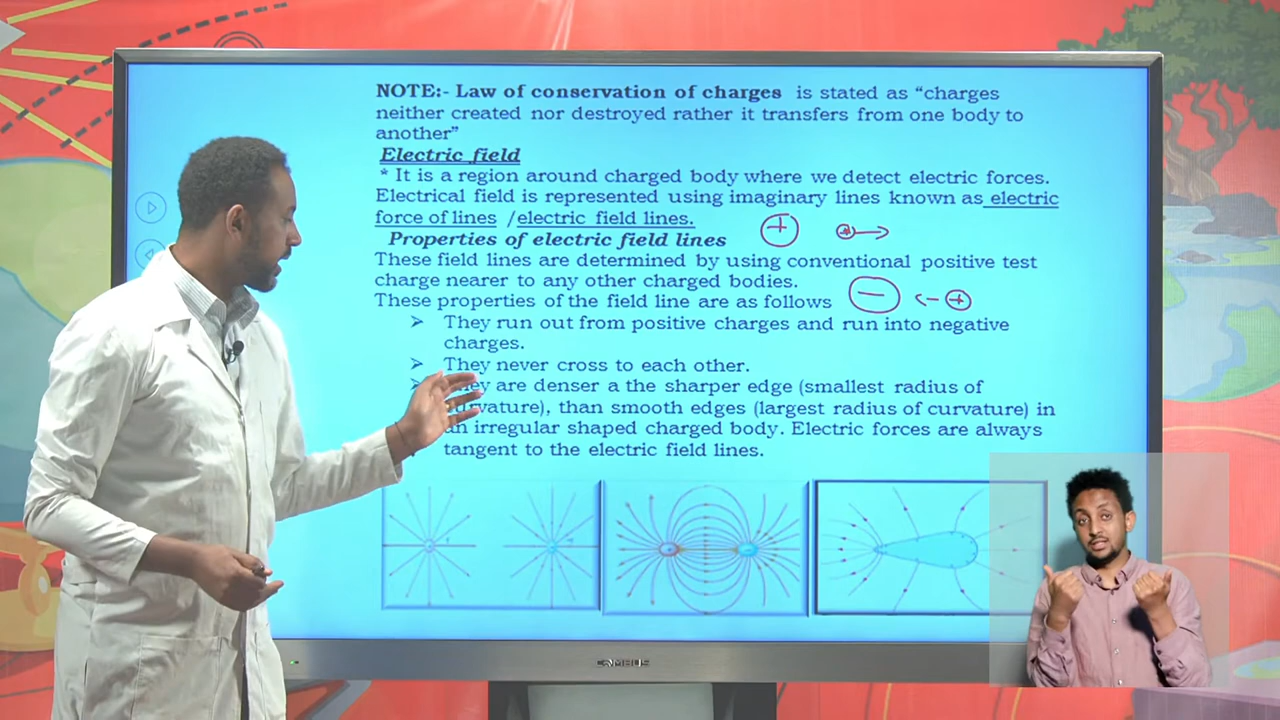 NOTE:- Law of conservation of charges is stated as “charges
neither created nor destroyed rather it transfers from one body to
another”
Electric field
* It is a region around charged body where we detect electric forces.
Electrical field is represented using imaginary lines known as electric
force of lines /electric field lines.
Properties of electric field lines
These field lines are determined by using conventional positive test
charge nearer to any other charged bodies.
These properties of the field line are as follows
➢ They run out from positive charges and run into negative
charges.
➢ They never cross to each other.
are denser a the sharper edge (smallest radius of
than smooth edges (largest radius of curvature) in
irregular shaped charged body. Electric forces are always
tangent to the electric field lines.
CAMBUS